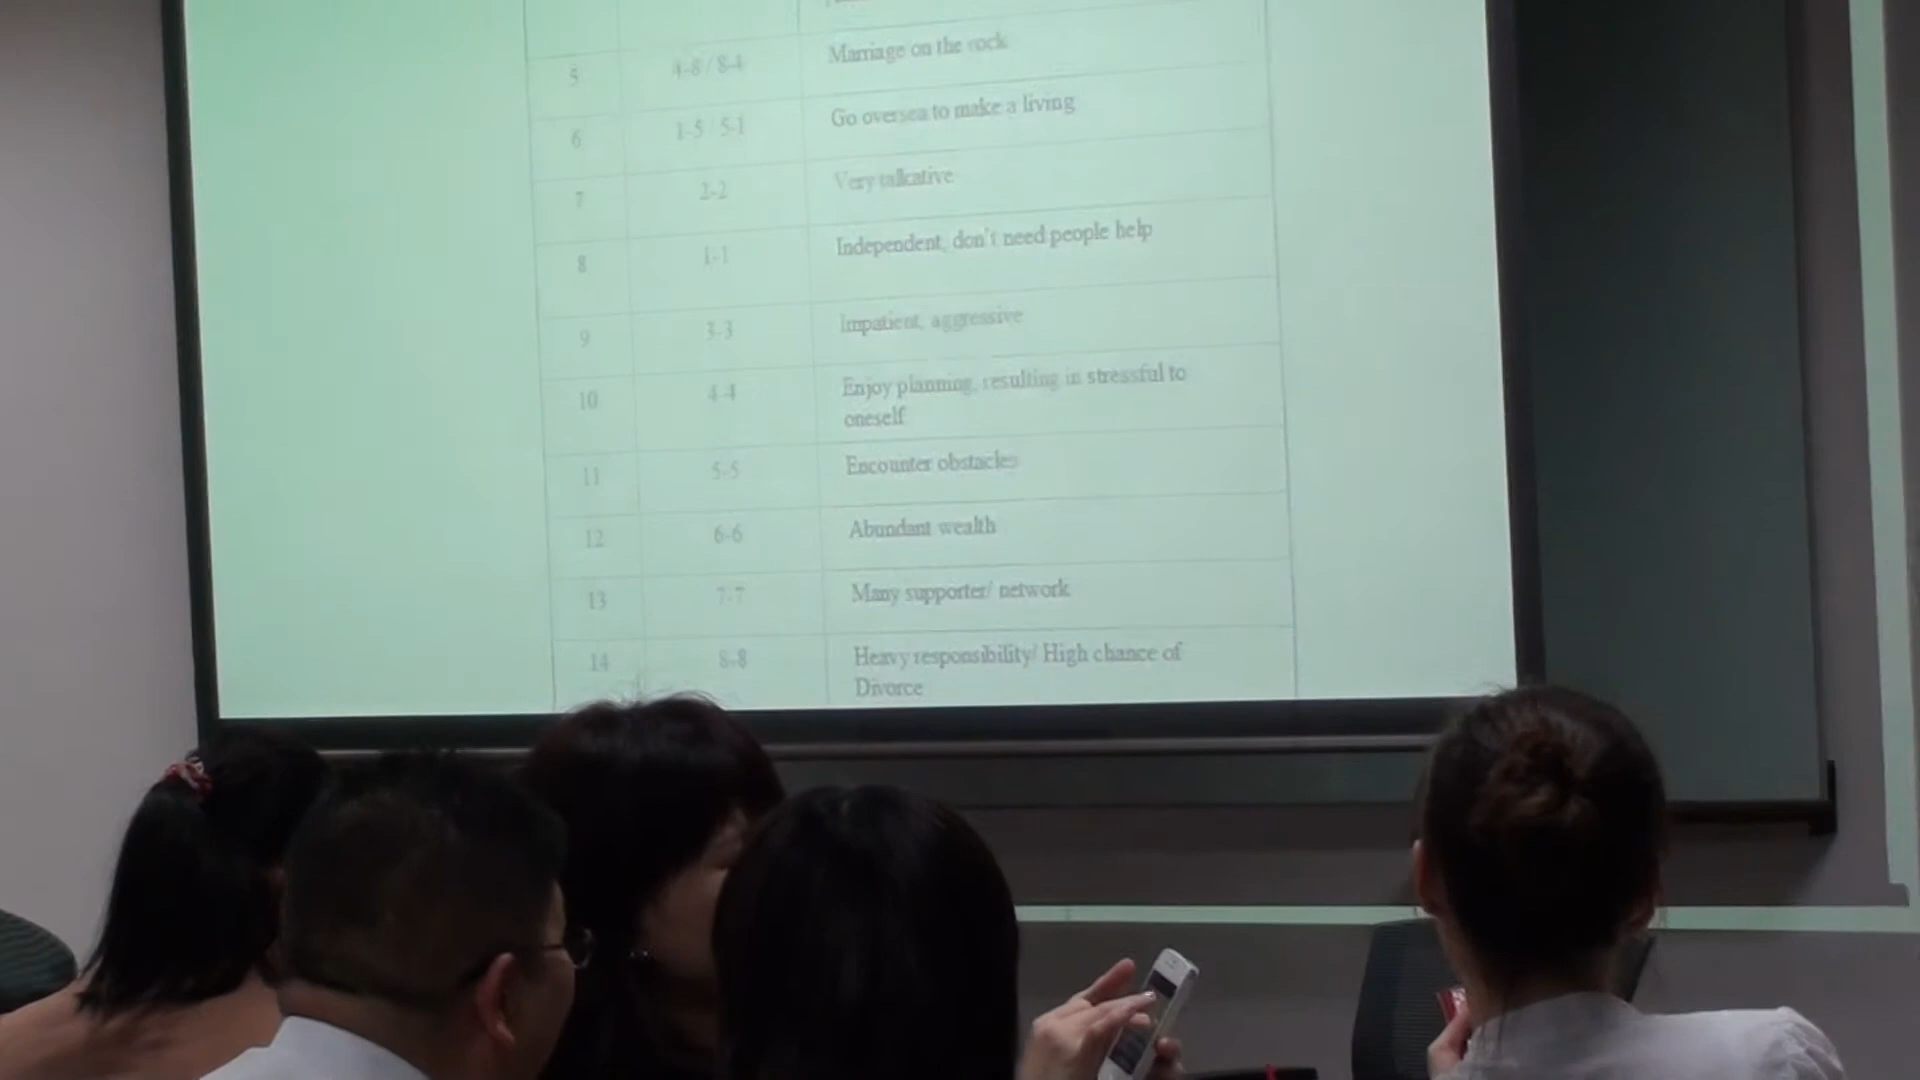 5 4-8 / 8-4 Marriage on the rock
6 1-5 / 5-1 Go oversea to make a living
7 2-2 Very talkative
8 1-1 Independent, don't need people help
9 3-3 Impatient, aggressive
10 4-4 Enjoy planning, resulting in stressful to
oneself
11 5-5 Encounter obstacles
12 6-6 Abundant wealth
13 7-7 Many supporter/ network
14 8-8 Heavy responsibility/ High chance of
Divorce